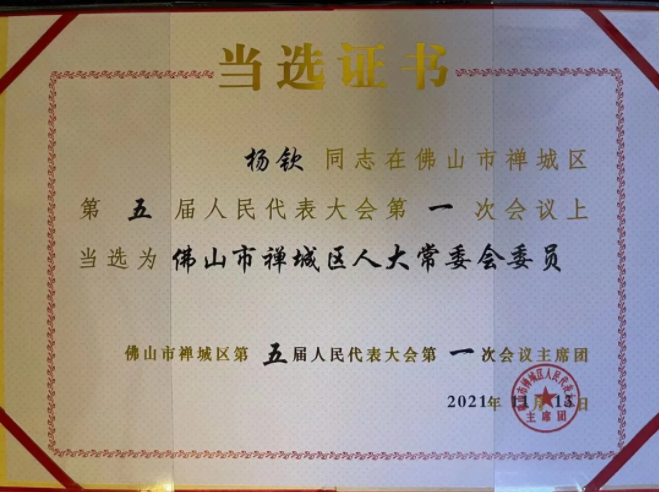 当选证书
杨钦 同志在佛山市禅城区
第 五 届人民代表大会第 一 次会议上
当选为 佛山市禅城区人大常委会委员
佛山市禅城区第 五 届人民代表大会第 一 次会议主席团
2021年 11月 15日
主席团